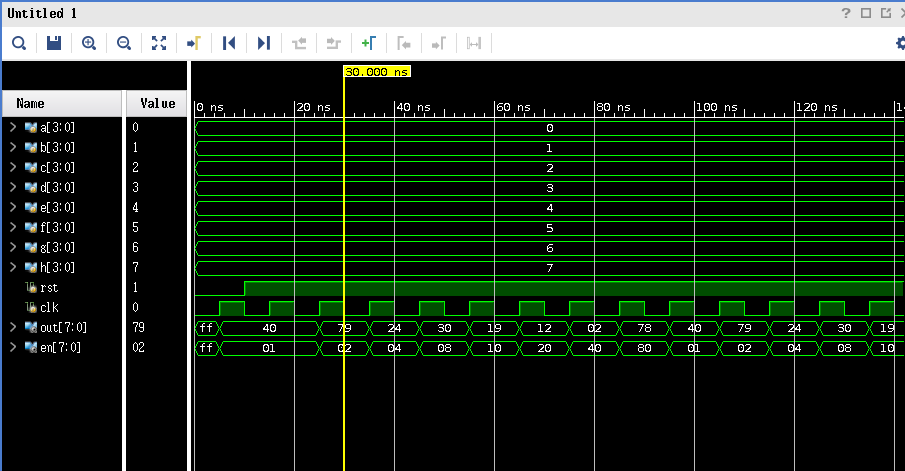 Untitled 1
30.000 ns
Name Value 0 ns 20 ns 40 ns 60 ns 80 ns 100 ns 120 ns 14
a[3:0] 0 0
b[3:0] 1 1
c[3:0] 2 2
d[3:0] 3 3
e[3:0] 4 4
f[3:0] 5 5
g[3:0] 6 6
h[3:0] 7 7
rst 1
clk 0
out[7:0] 79 ff 40 79 24 30 19 12 02 78 40 79 24 30 19
en[7:0] 02 ff 01 02 04 08 10 20 40 80 01 02 04 08 10